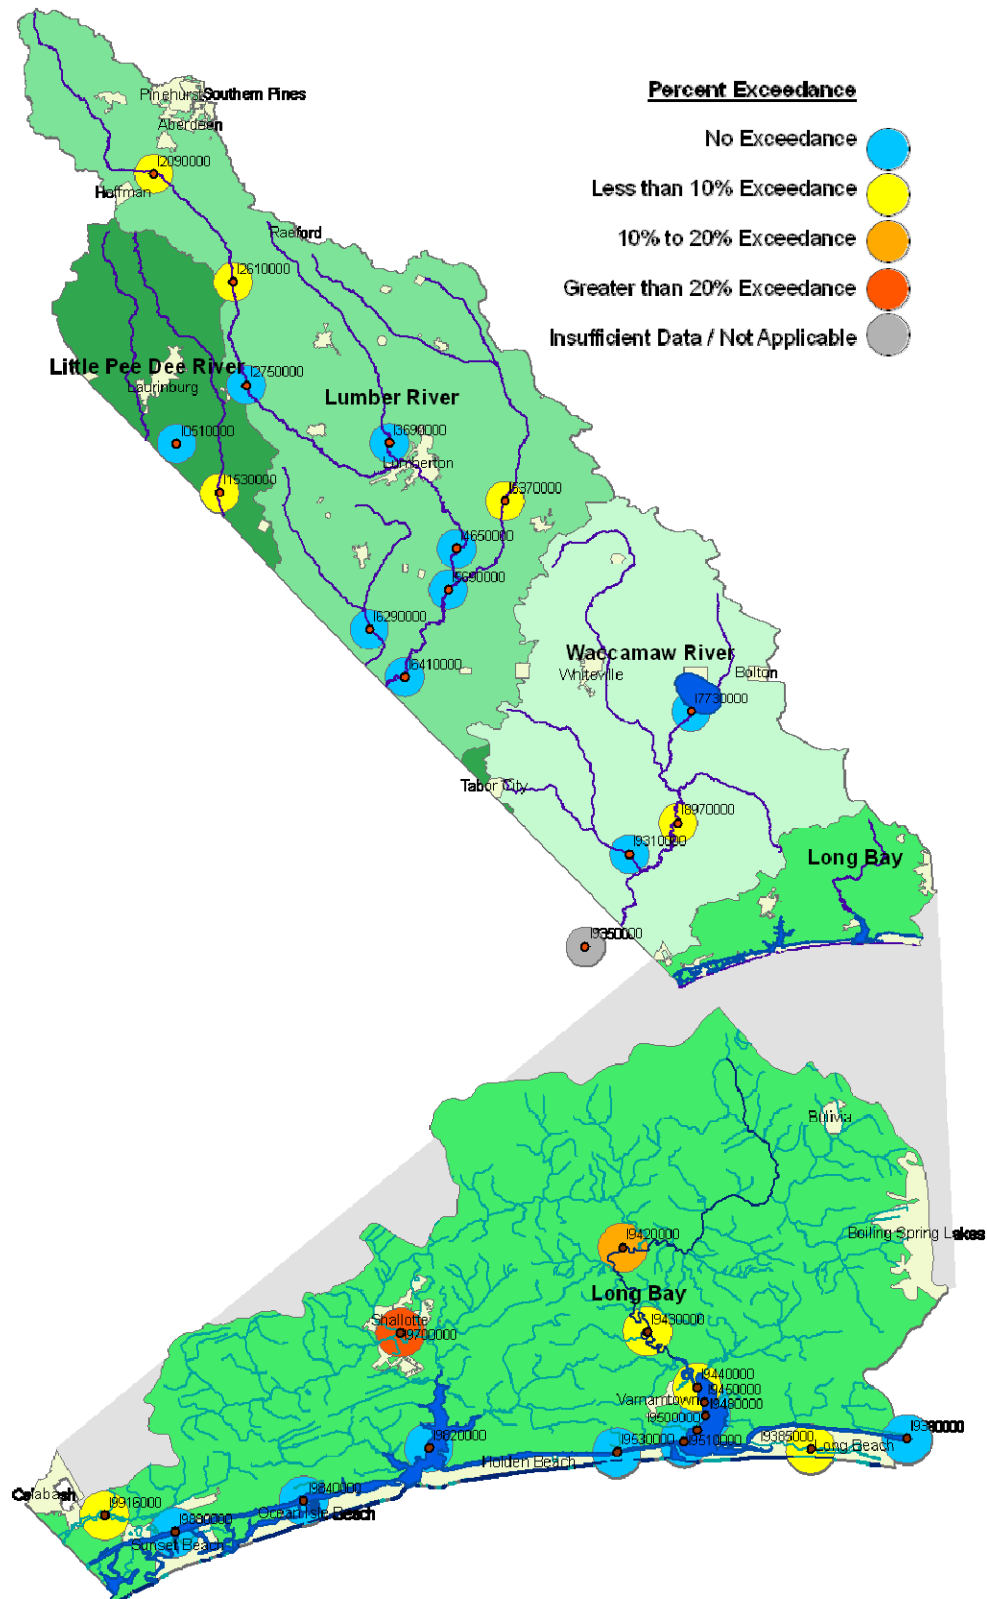 Pinehurst Southern Pines
Aberdeen
I2090000
Hoffman
Raeford
I2610000
Percent Exceedance
No Exceedance
Less than 10% Exceedance
10% to 20% Exceedance
Greater than 20% Exceedance
Insufficient Data / Not Applicable
Little Pee Dee River
I2750000
Laurinburg
Lumber River
I0510000
I3690000
Lumberton
I1530000
I5370000
I4650000
I5690000
I6290000
I6410000
Waccamaw River
Whiteville
Bolton
I7730000
Tabor City
I8970000
I9310000
Long Bay
Bolivia
Boiling Spring Lakes
I9420000
Long Bay
Shallotte
I9700000
I9430000
I9440000
I9450000
Varnamtown
I9480000
I9500000
I9510000
I9530000
I9385000
Long Beach
I9820000
Holden Beach
Calabash
I9916000
I9840000
Ocean Isle Beach
I9880000
Sunset Beach